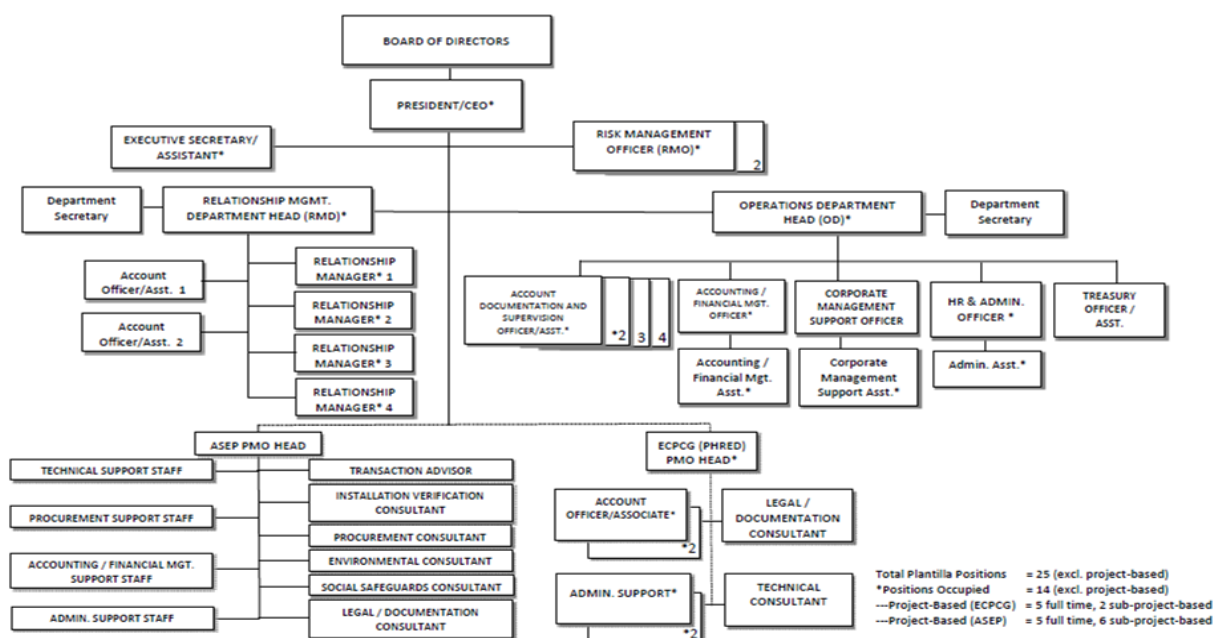 BOARD OF DIRECTORS
PRESIDENT/CEO*
EXECUTIVE SECRETARY/
ASSISTANT*
RISK MANAGEMENT
OFFICER (RMO)*
2
Department
Secretary
RELATIONSHIP MGMT.
DEPARTMENT HEAD (RMD)*
OPERATIONS DEPARTMENT
HEAD (OD)*
Department
Secretary
Account
Officer/Asst. 1
Account
Officer/Asst. 2
RELATIONSHIP
MANAGER* 1
RELATIONSHIP
MANAGER* 2
RELATIONSHIP
MANAGER* 3
RELATIONSHIP
MANAGER* 4
ACCOUNT
DOCUMENTATION AND
SUPERVISION
OFFICER/ASST.*
*2
3
4
ACCOUNTING /
FINANCIAL MGT.
OFFICER*
CORPORATE
MANAGEMENT
SUPPORT OFFICER
HR & ADMIN.
OFFICER *
TREASURY
OFFICER /
ASST.
Accounting /
Financial Mgt.
Asst.*
Corporate
Management
Support Asst.*
Admin. Asst.*
ASEP PMO HEAD
TECHNICAL SUPPORT STAFF
PROCUREMENT SUPPORT STAFF
ACCOUNTING / FINANCIAL MGT.
SUPPORT STAFF
ADMIN. SUPPORT STAFF
TRANSACTION ADVISOR
INSTALLATION VERIFICATION
CONSULTANT
PROCUREMENT CONSULTANT
ENVIRONMENTAL CONSULTANT
SOCIAL SAFEGUARDS CONSULTANT
LEGAL / DOCUMENTATION
CONSULTANT
ECPCG (PHRED)
PMO HEAD*
ACCOUNT
OFFICER/ASSOCIATE*
*2
ADMIN. SUPPORT*
*2
LEGAL /
DOCUMENTATION
CONSULTANT
TECHNICAL
CONSULTANT
Total Plantilla Positions = 25 (excl. project-based)
*Positions Occupied = 14 (excl. project-based)
---Project-Based (ECPCG) = 5 full time, 2 sub-project-based
---Project-Based (ASEP) = 5 full time, 6 sub-project-based